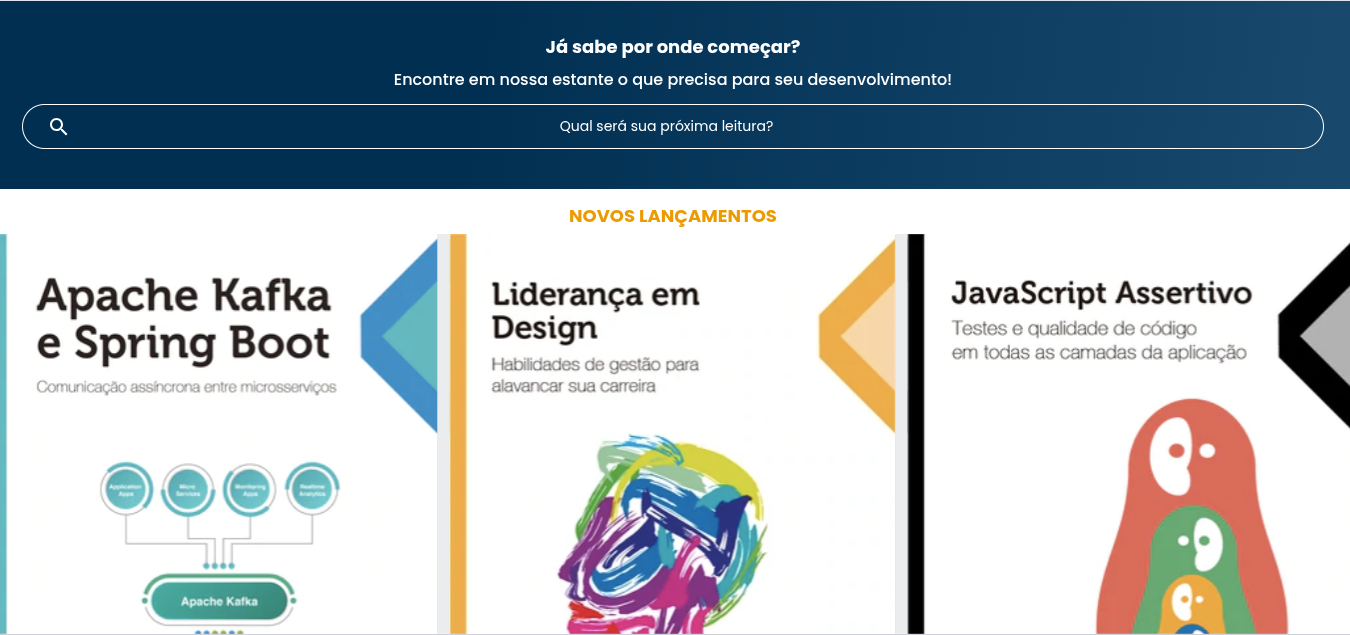 Já sabe por onde começar?
Encontre em nossa estante o que precisa para seu desenvolvimento!
Qual será sua próxima leitura?
NOVOS LANÇAMENTOS
Apache Kafka
e Spring Boot
Comunicação assíncrona entre microsserviços
Application
Apps
Micro
Services
Monitoring
Apps
Realtime
Analytics
Apache Kafka
Liderança em
Design
Habilidades de gestão para
alavancar sua carreira
JavaScript Assertivo
Testes e qualidade de código
em todas as camadas da aplicação